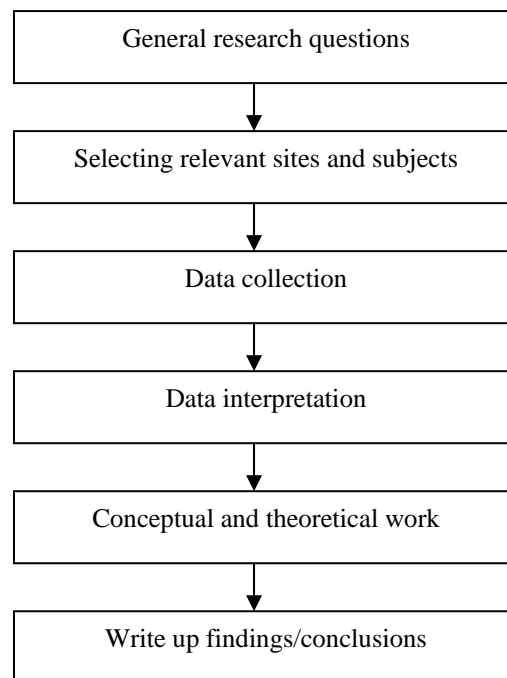 General research questions
Selecting relevant sites and subjects
Data collection
Data interpretation
Conceptual and theoretical work
Write up findings/conclusions